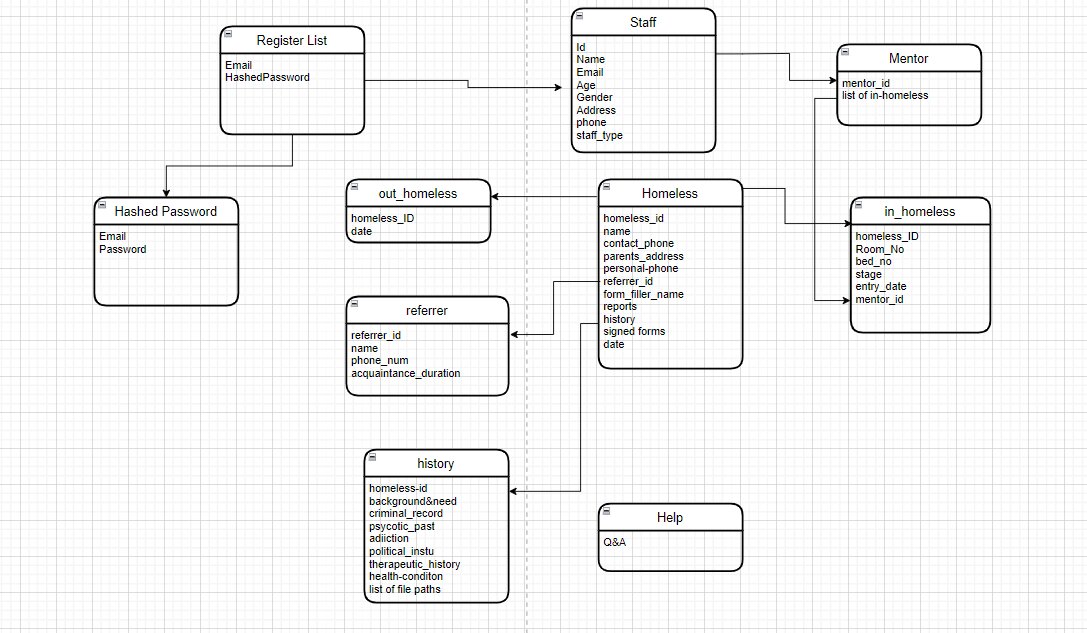 Register List
Email
HashedPassword
Staff
Id
Name
Email
Age
Gender
Address
phone
staff_type
Mentor
mentor_id
list of in-homeless
Hashed Password
Email
Password
out_homeless
homeless_ID
date
Homeless
homeless_id
name
contact_phone
parents_address
personal-phone
referrer_id
form_filler_name
reports
history
signed forms
date
in_homeless
homeless_ID
Room_No
bed_no
stage
entry_date
mentor_id
referrer
referrer_id
name
phone_num
acquaintance_duration
history
homeless-id
background&need
criminal_record
psycotic_past
adiiction
political_instu
therapeutic_history
health-conditon
list of file paths
Help
Q&A